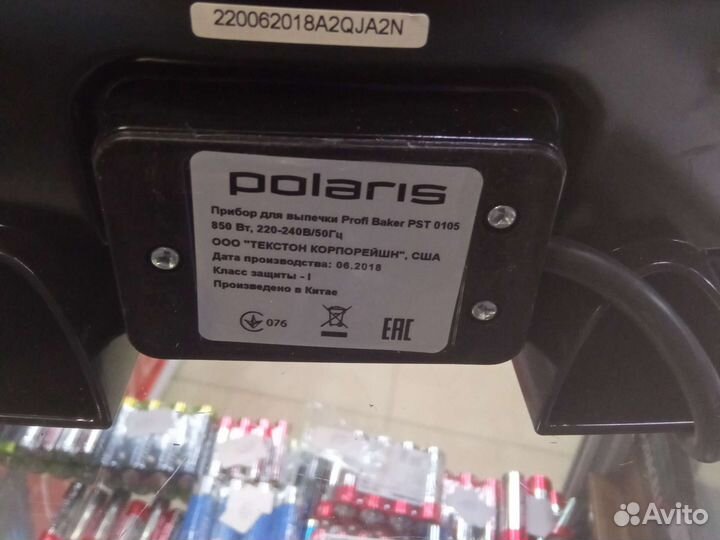 220062018A2QJA2N
polaris
Прибор для выпечки Profi Baker PST 0105
850 Вт, 220-240В/50Гц
ООО "ТЕКСТОН КОРПОРЕЙШН", США
Дата производства: 06.2018
Класс защиты - I
Произведено в Китае
076
EAC
Avito